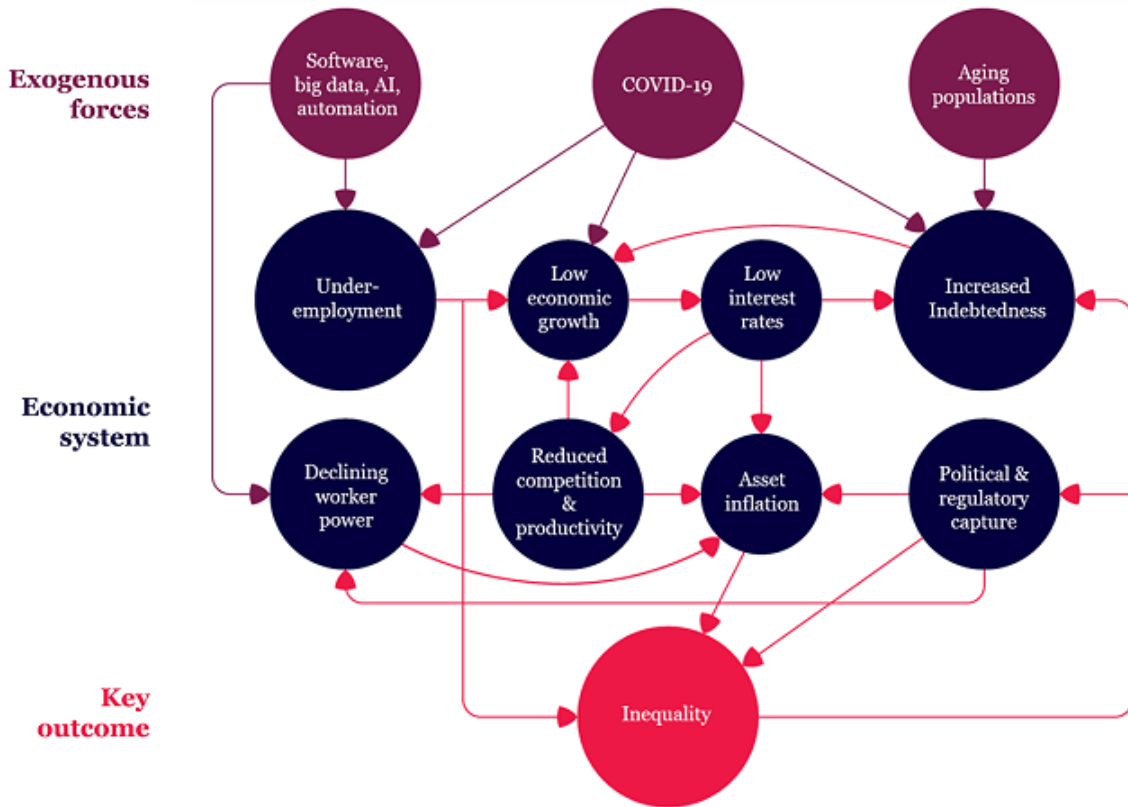 Exogenous
forces
Software,
big data, AI,
automation
COVID-19
Aging
populations
Under-
employment
Low
economic
growth
Low
interest
rates
Increased
Indebtedness
Economic
system
Declining
worker
power
Reduced
competition
&
productivity
Asset
inflation
Political &
regulatory
capture
Key
outcome
Inequality